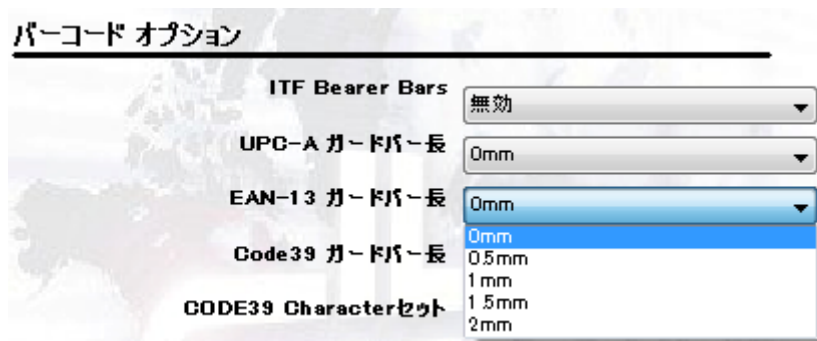 バーコード オプション
ITF Bearer Bars
無効
UPC-A ガードバー長
0mm
EAN-13 ガードバー長
0mm
0mm
0.5mm
Code39 ガードバー長
1mm
1.5mm
CODE39 Characterセット
2mm